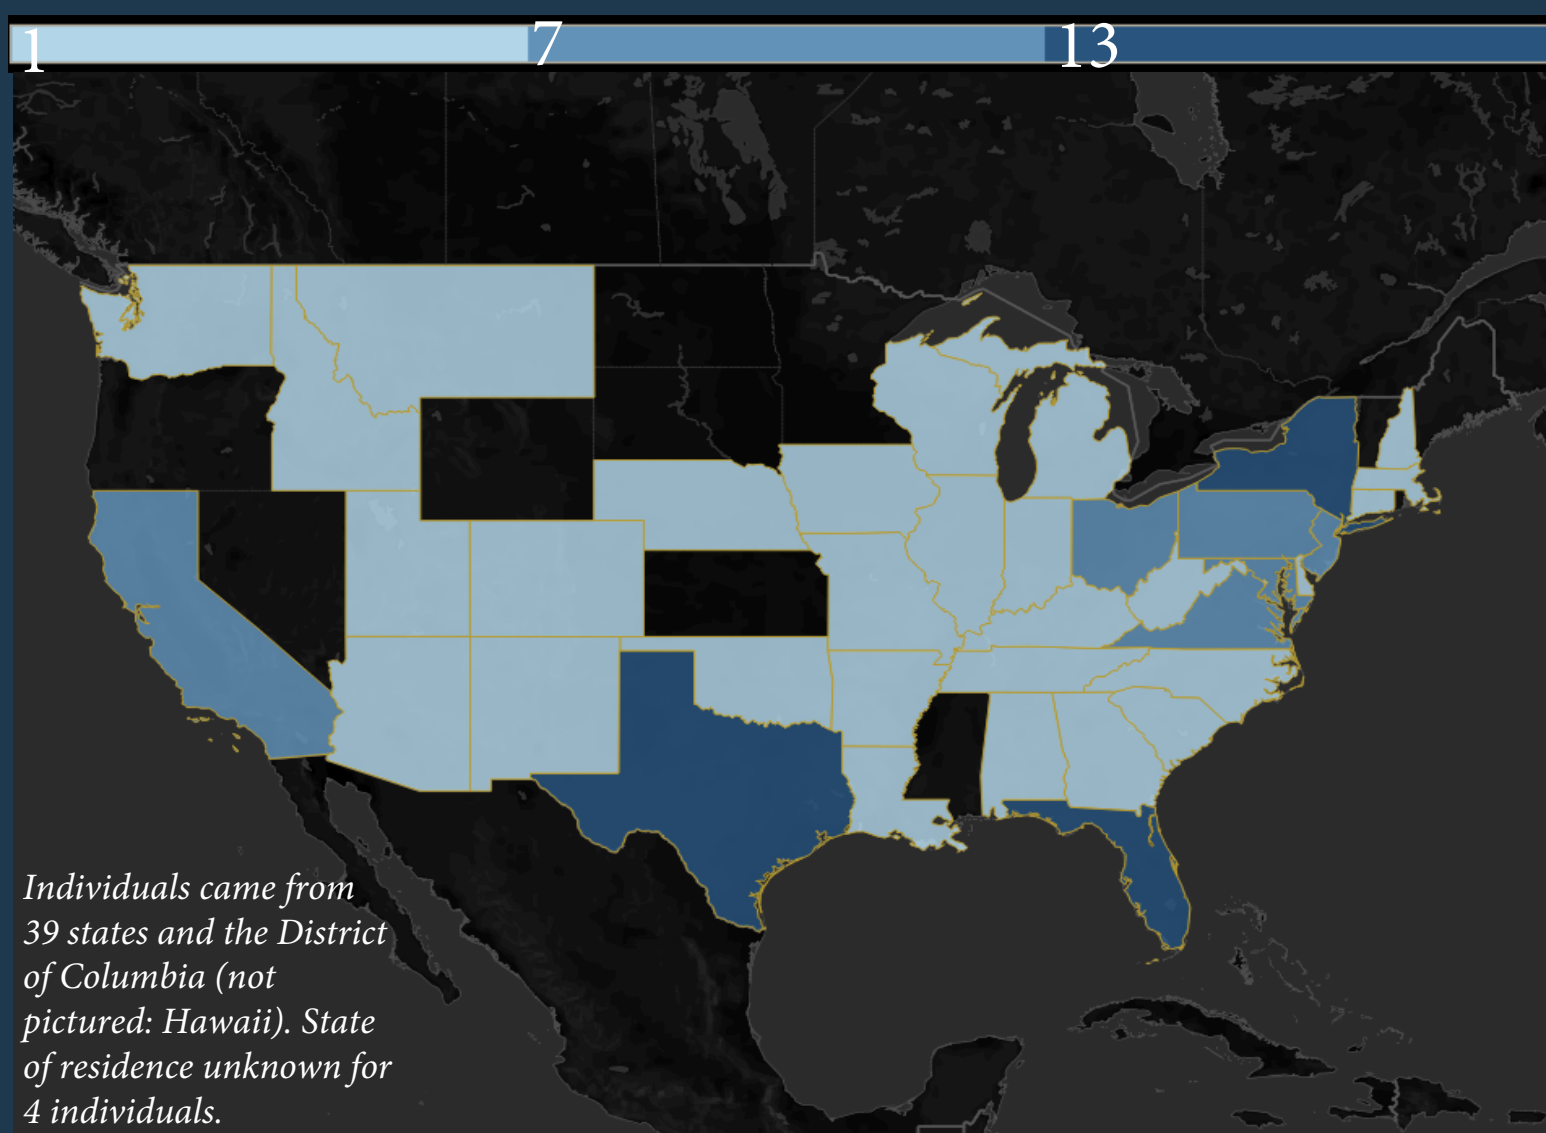 1 7 13
Individuals came from
39 states and the District
of Columbia (not
pictured: Hawaii). State
of residence unknown for
4 individuals.